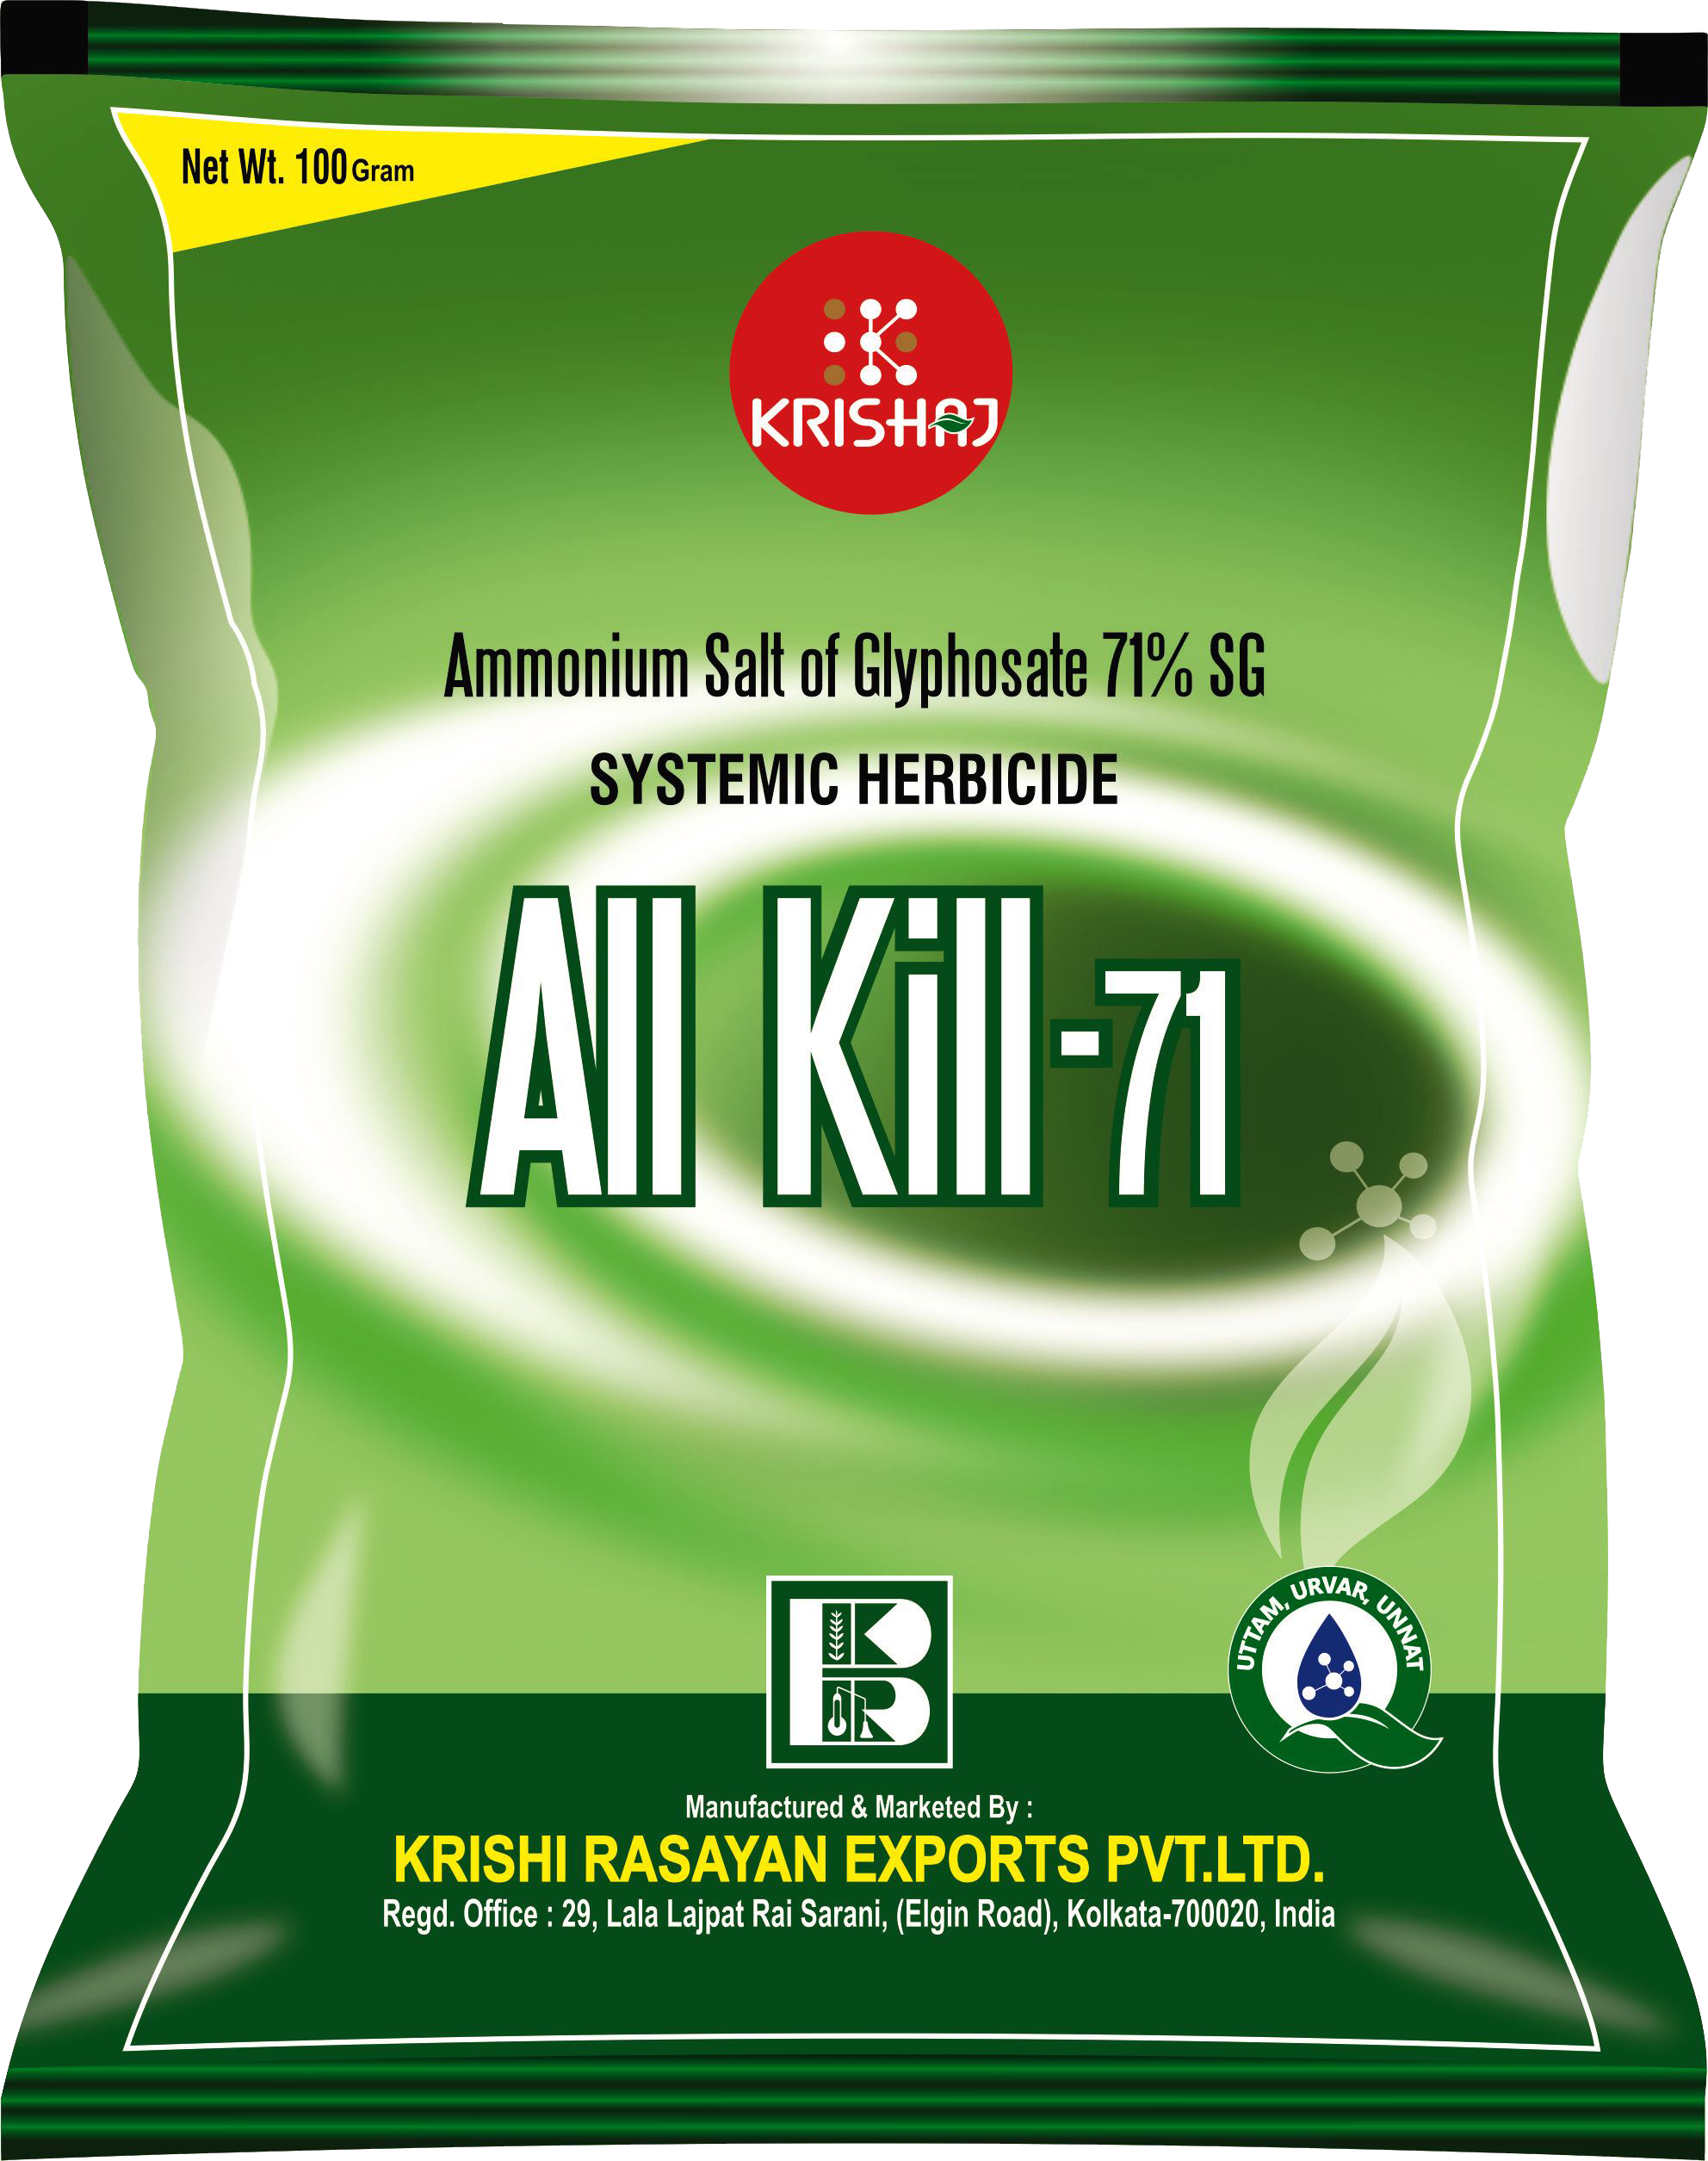 Net Wt. 100 Gram
KRISHAJ
Ammonium Salt of Glyphosate 71% SG
SYSTEMIC HERBICIDE
All Kill-71
KR
UTTAM, URVAR, UNNAT
Manufactured & Marketed By :
KRISHI RASAYAN EXPORTS PVT.LTD.
Regd. Office : 29, Lala Lajpat Rai Sarani, (Elgin Road), Kolkata-700020, India